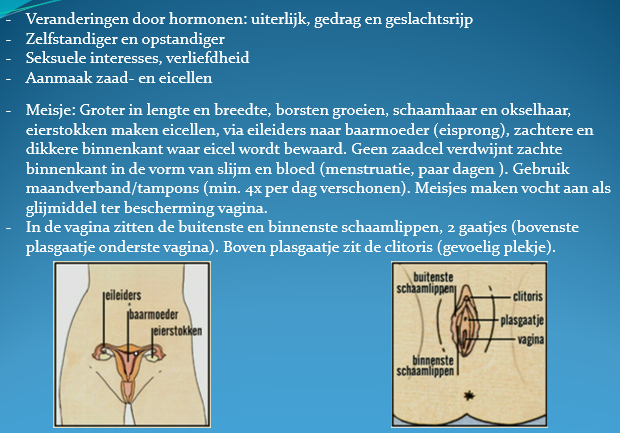 - Veranderingen door hormonen: uiterlijk, gedrag en geslachtsrijp
- Zelfstandiger en opstandiger
- Seksuele interesses, verliefdheid
- Aanmaak zaad- en eicellen
- Meisje: Groter in lengte en breedte, borsten groeien, schaamhaar en okselhaar,
eierstokken maken eicellen, via eileiders naar baarmoeder (eisprong), zachtere en
dikkere binnenkant waar eicel wordt bewaard. Geen zaadcel verdwijnt zachte
binnenkant in de vorm van slijm en bloed (menstruatie, paar dagen ). Gebruik
maandverband/tampons (min. 4x per dag verschonen). Meisjes maken vocht aan als
glijmiddel ter bescherming vagina.
- In de vagina zitten de buitenste en binnenste schaamlippen, 2 gaatjes (bovenste
plasgaatje onderste vagina). Boven plasgaatje zit de clitoris (gevoelig plekje).
eileiders
baarmoeder
eierstokken
buitenste
schaamlippen
clitoris
plasgaatje
vagina
binnenste
schaamlippen